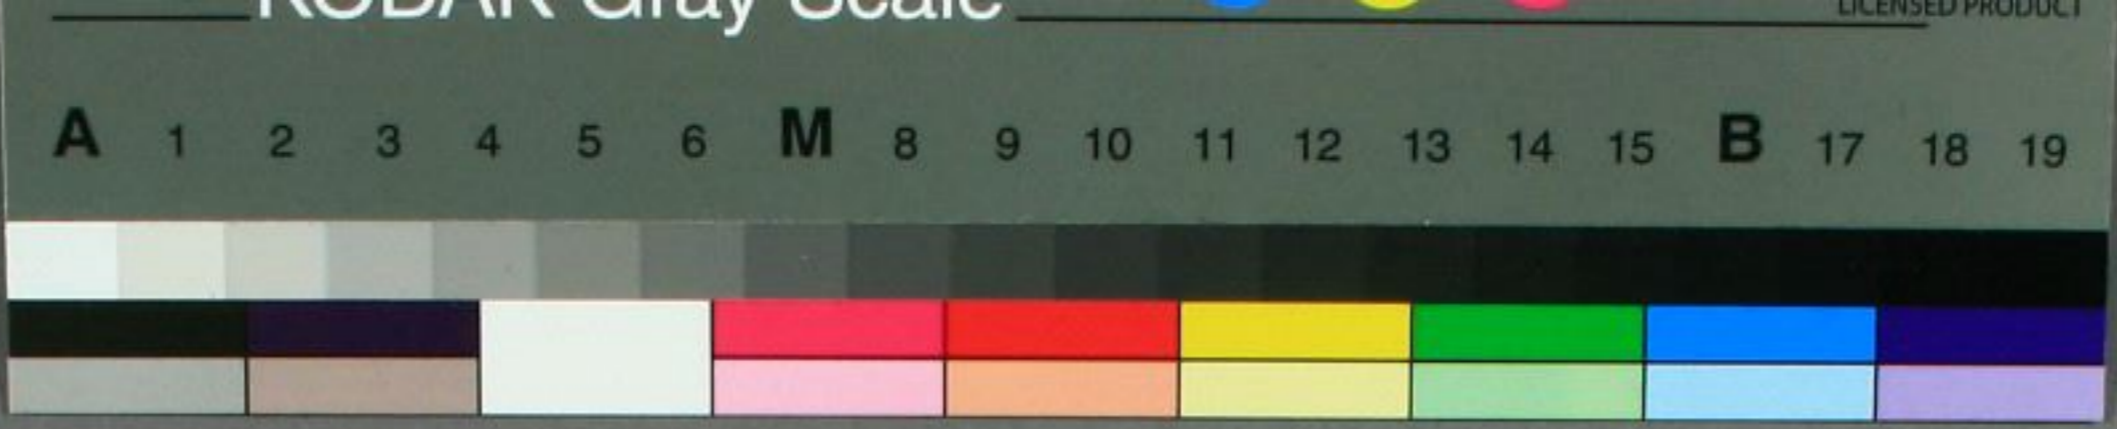 KODAK Gray Scale
LICENSED PRODUCT
A 1 2 3 4 5 6 M 8 9 10 11 12 13 14 15 B 17 18 19